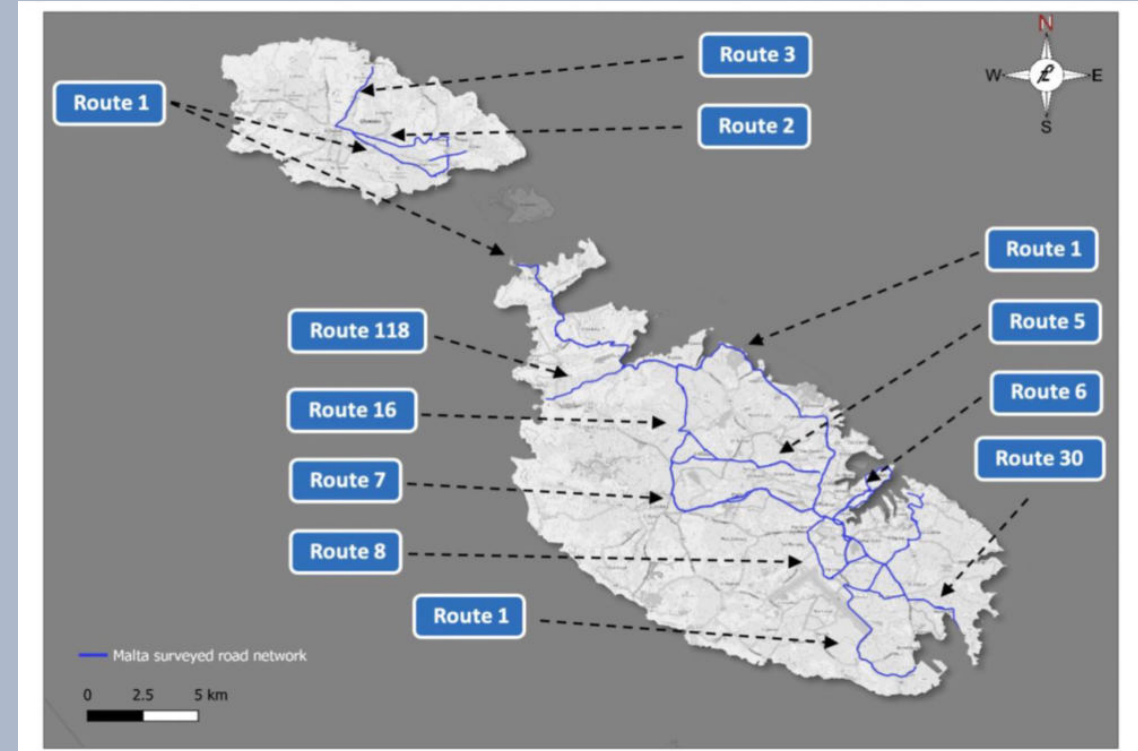 N
W
E
S
Route 3
Route 1
Route 2
Route 1
Route 5
Route 118
Route 6
Route 16
Route 30
Route 7
Route 8
Route 1
Malta surveyed road network
0 2.5 5 km